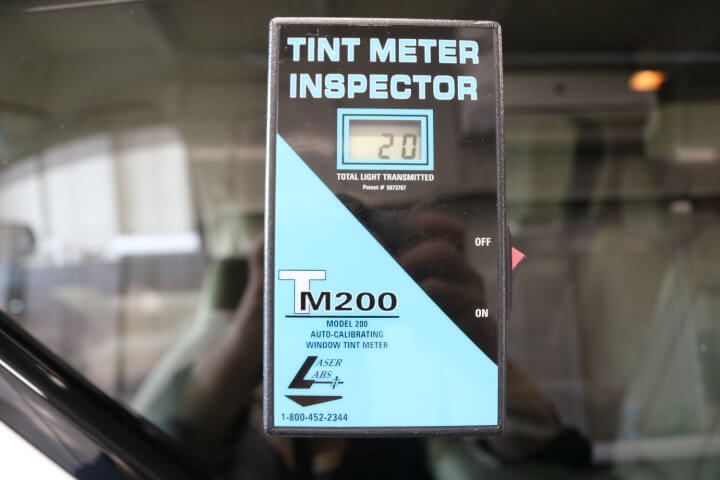 TINT METER
INSPECTOR
20
TOTAL LIGHT TRANSMITTED
Patent # 5073707
OFF
ON
TM200
MODEL 200
AUTO-CALIBRATING
WINDOW TINT METER
LASER
LABS
1-800-452-2344